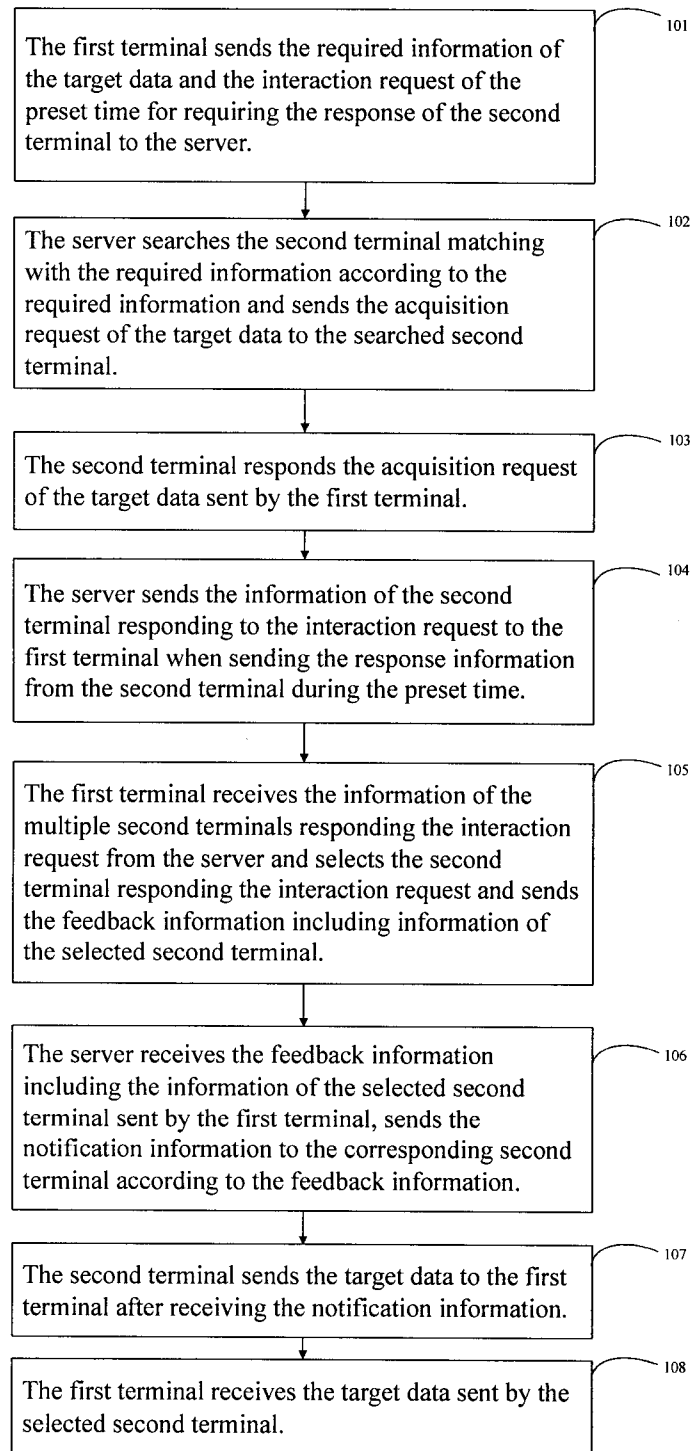 101
The first terminal sends the required information of
the target data and the interaction request of the
preset time for requiring the response of the second
terminal to the server.
102
The server searches the second terminal matching
with the required information according to the
required information and sends the acquisition
request of the target data to the searched second
terminal.
103
The second terminal responds the acquisition request
of the target data sent by the first terminal.
104
The server sends the information of the second
terminal responding to the interaction request to the
first terminal when sending the response information
from the second terminal during the preset time.
105
The first terminal receives the information of the
multiple second terminals responding the interaction
request from the server and selects the second
terminal responding the interaction request and sends
the feedback information including information of
the selected second terminal.
106
The server receives the feedback information
including the information of the selected second
terminal sent by the first terminal, sends the
notification information to the corresponding second
terminal according to the feedback information.
107
The second terminal sends the target data to the first
terminal after receiving the notification information.
108
The first terminal receives the target data sent by the
selected second terminal.